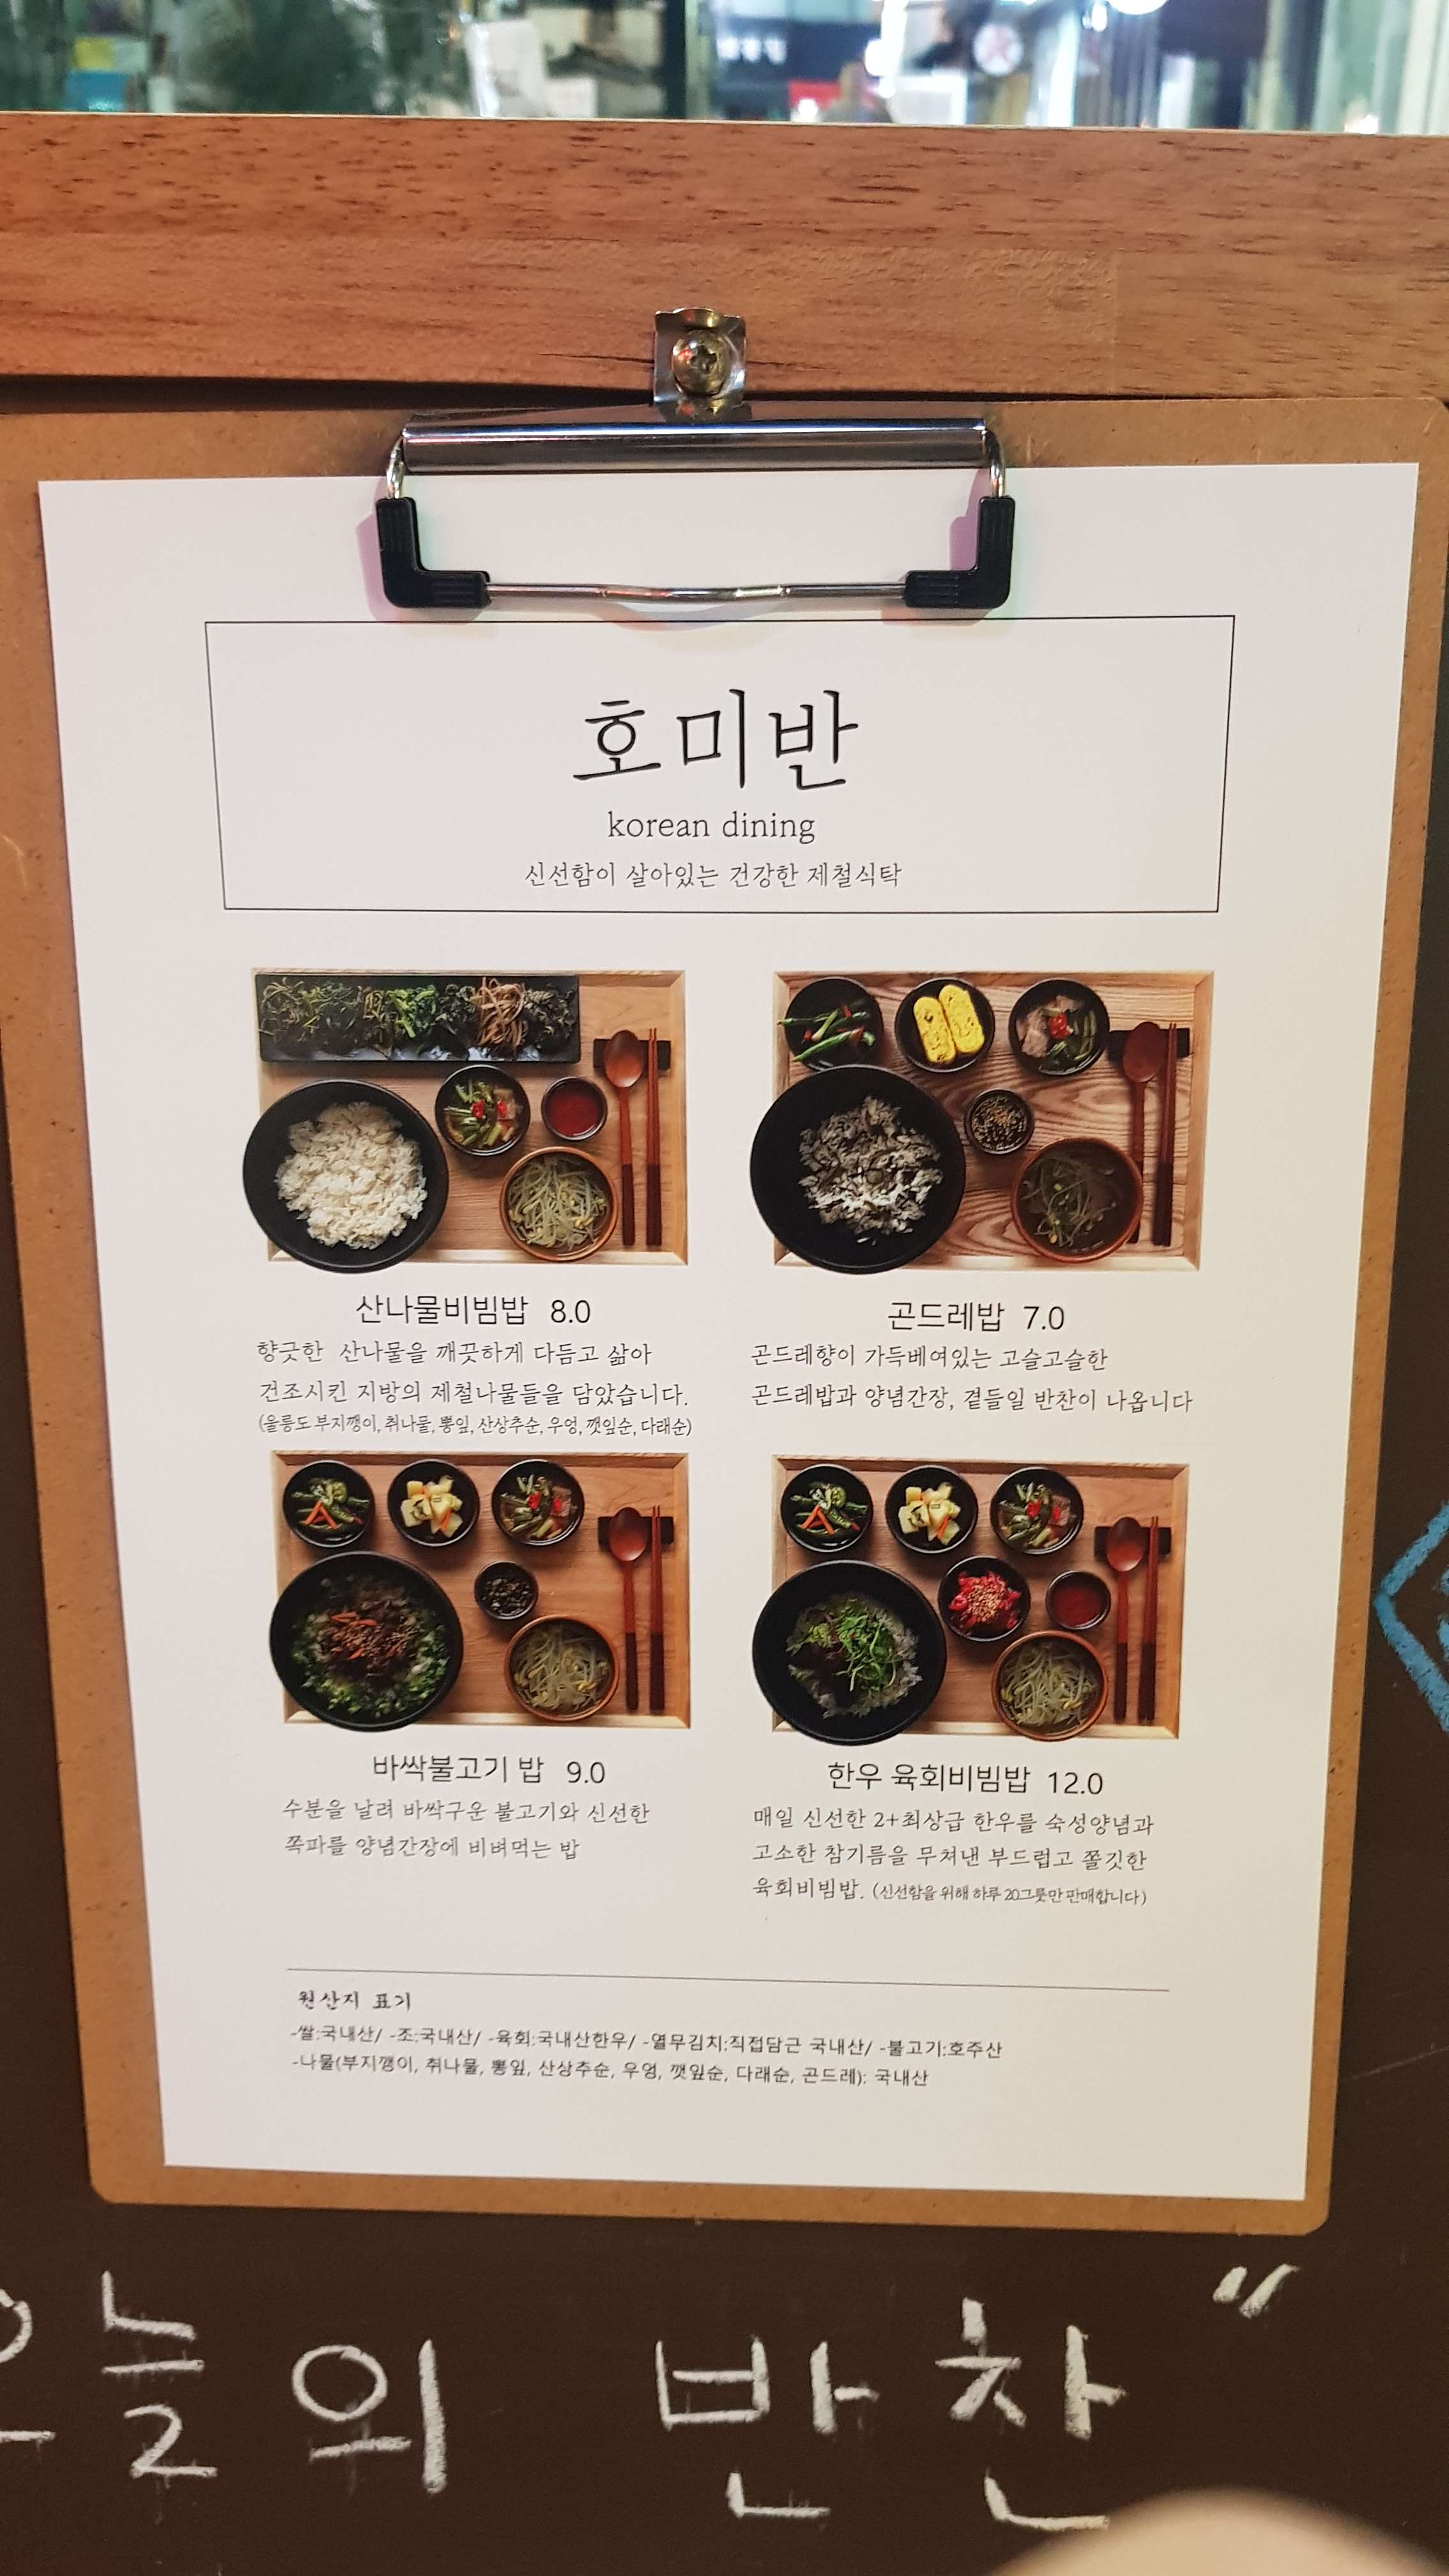 호미반
korean dining
신선함이 살아있는 건강한 제철식탁
산나물비빔밥 8.0
향긋한 산나물을 깨끗하게 다듬고 삶아
건조시킨 지방의 제철나물들을 담았습니다.
(울릉도 부지깽이, 취나물, 뽕잎, 산상추순, 우엉, 깻잎순, 다래순)
곤드레밥 7.0
곤드레향이 가득베여있는 고슬고슬한
곤드레밥과 양념간장, 곁들일 반찬이 나옵니다
바싹불고기 밥 9.0
수분을 날려 바싹구운 불고기와 신선한
쪽파를 양념간장에 비벼먹는 밥
한우 육회비빔밥 12.0
매일 신선한 2+최상급 한우를 숙성양념과
고소한 참기름을 무쳐낸 부드럽고 쫄깃한
육회비빔밥. (신선함을 위해 하루 20그릇만 판매합니다)
원산지 표기
-쌀:국내산/ -조:국내산/ -육회:국내산한우/ -열무김치:직접담근 국내산/ -불고기:호주산
-나물(부지깽이, 취나물, 뽕잎, 산상추순, 우엉, 깻잎순, 다래순, 곤드레): 국내산
오늘의 반찬"